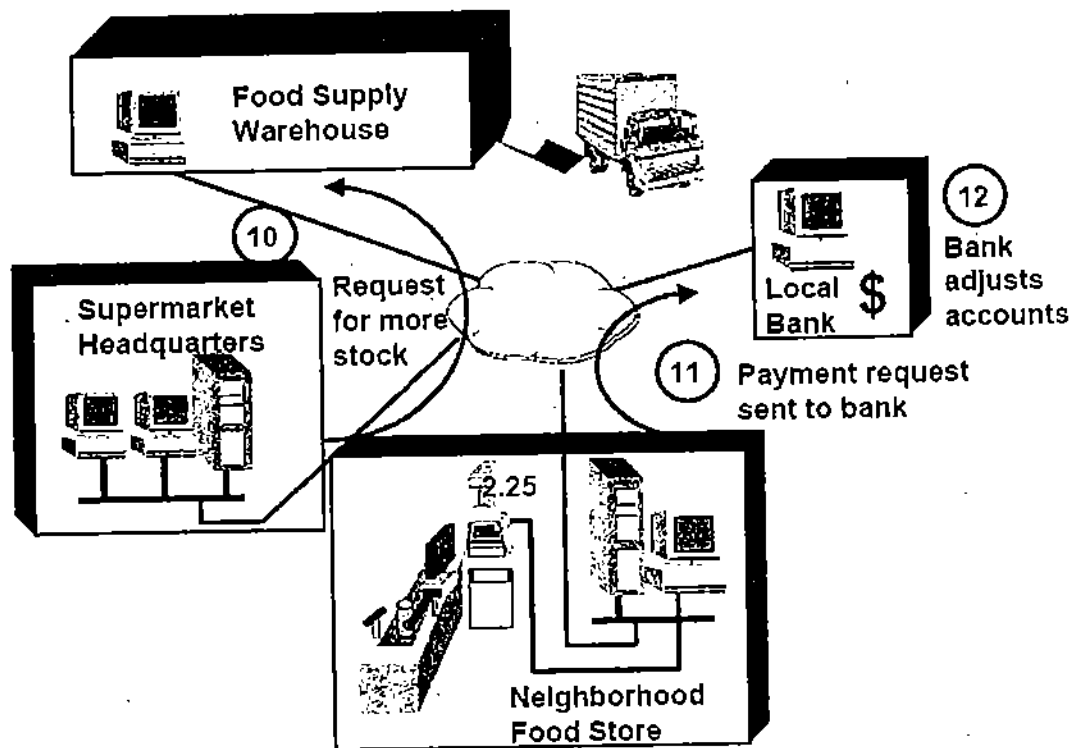 Food Supply
Warehouse
10
12
Bank
adjusts
accounts
Supermarket
Headquarters
Request
for more
stock
Local
Bank
$
11
Payment request
sent to bank
2.25
Neighborhood
Food Store